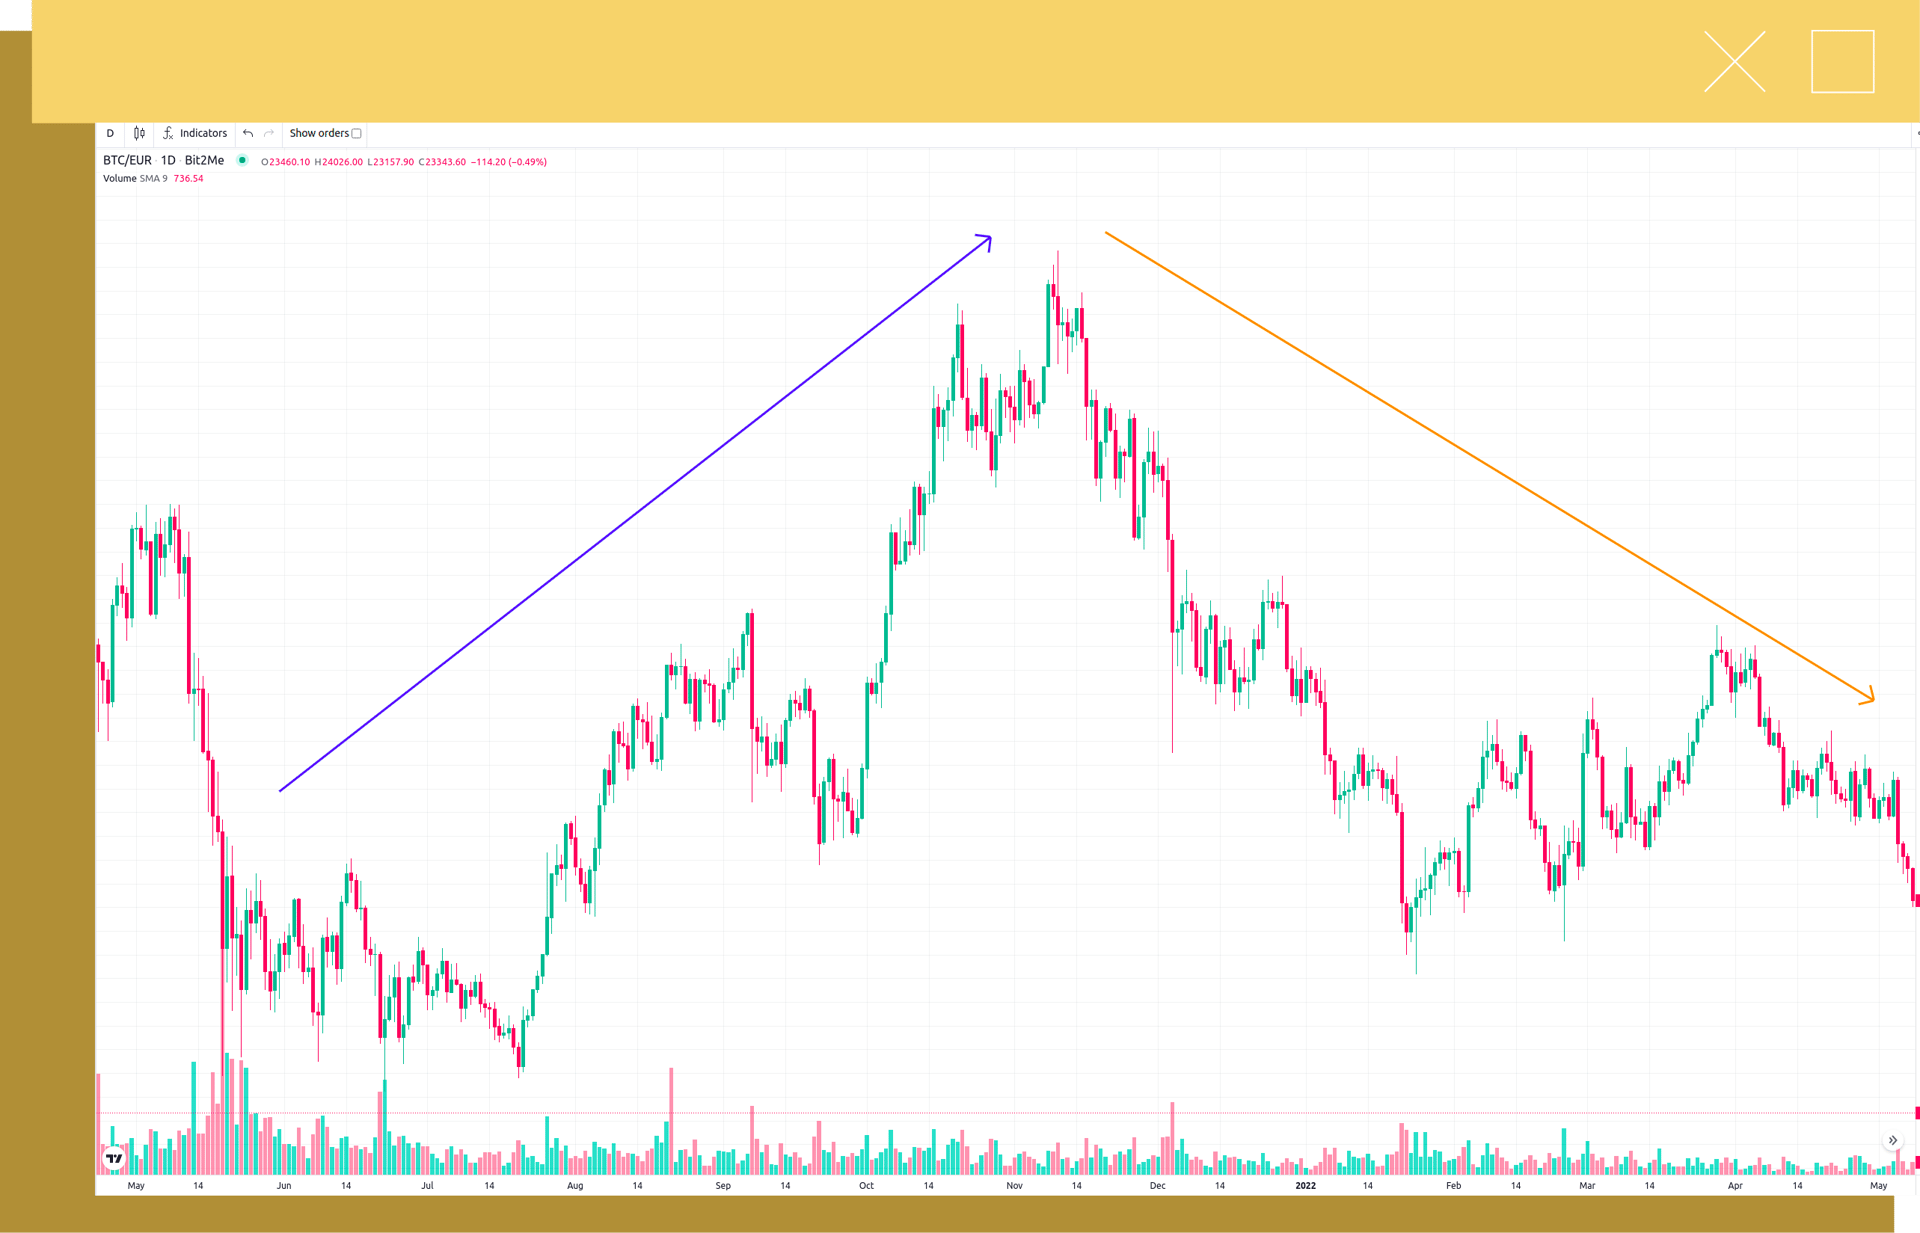 D Indicators Show orders
BTC/EUR · 1D · Bit2Me O23460.10 H24026.00 L23157.90 C23343.60 −114.20 (−0.49%)
Volume SMA 9 736.54
May 14 Jun 14 Jul 14 Aug 14 Sep 14 Oct 14 Nov 14 Dec 14 2022 14 Feb 14 Mar 14 Apr 14 May